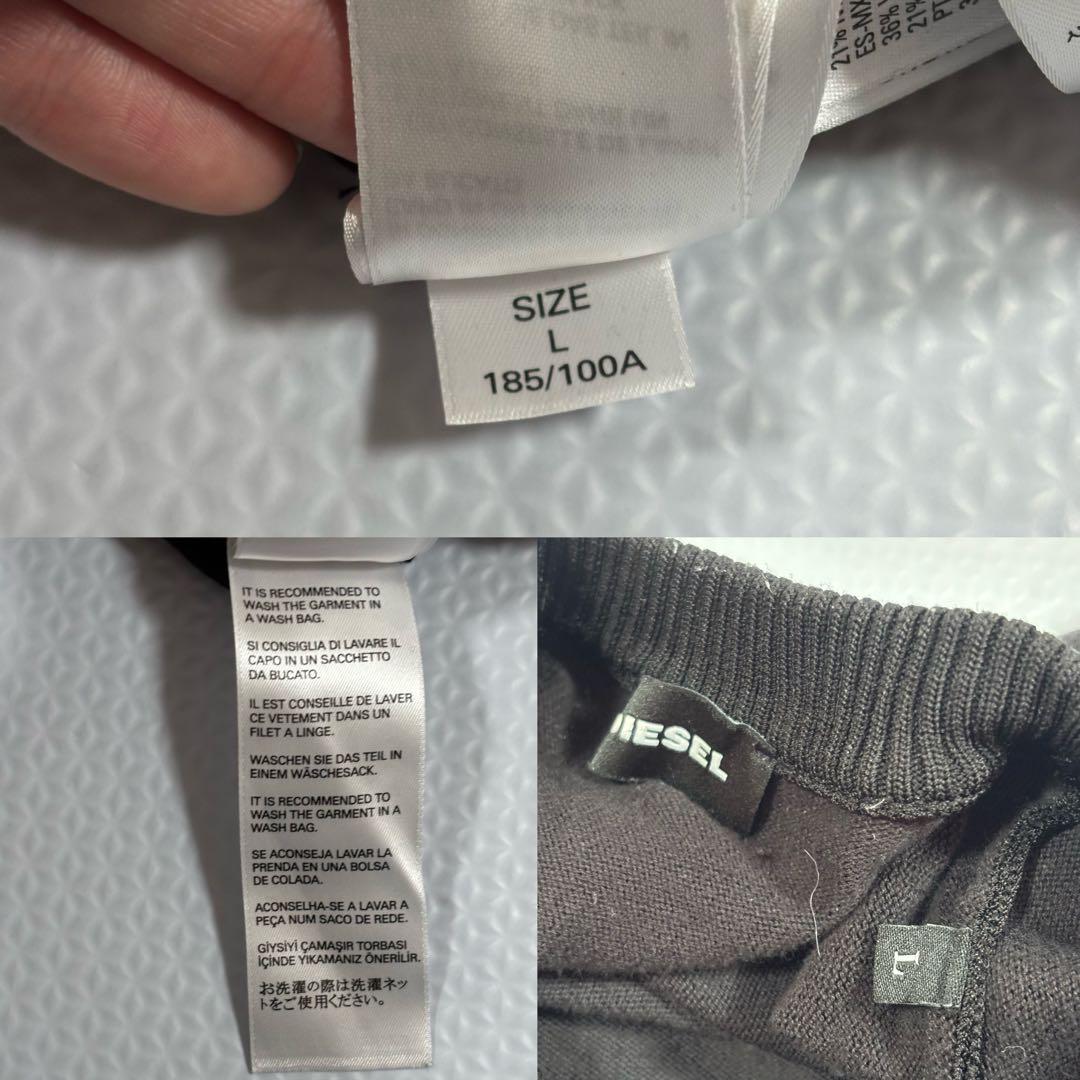 21%
ES-MX
36%
21%
SIZE
L
185/100A
IT IS RECOMMENDED TO
WASH THE GARMENT IN
A WASH BAG.
SI CONSIGLIA DI LAVARE IL
CAPO IN UN SACCHETTO
DA BUCATO.
IL EST CONSEILLE DE LAVER
CE VETEMENT DANS UN
FILET A LINGE.
WASCHEN SIE DAS TEIL IN
EINEM WÄSCHESACK.
IT IS RECOMMENDED TO
WASH THE GARMENT IN A
WASH BAG.
SE ACONSEJA LAVAR LA
PRENDA EN UNA BOLSA
DE COLADA.
ACONSELHA-SE A LAVAR A
PEÇA NUM SACO DE REDE.
GİYSİYİ ÇAMAŞIR TORBASI
İÇİNDE YIKAMANIZ ÖNERİLİR.
お洗濯の際は洗濯ネッ
トをご使用ください。
DIESEL
L